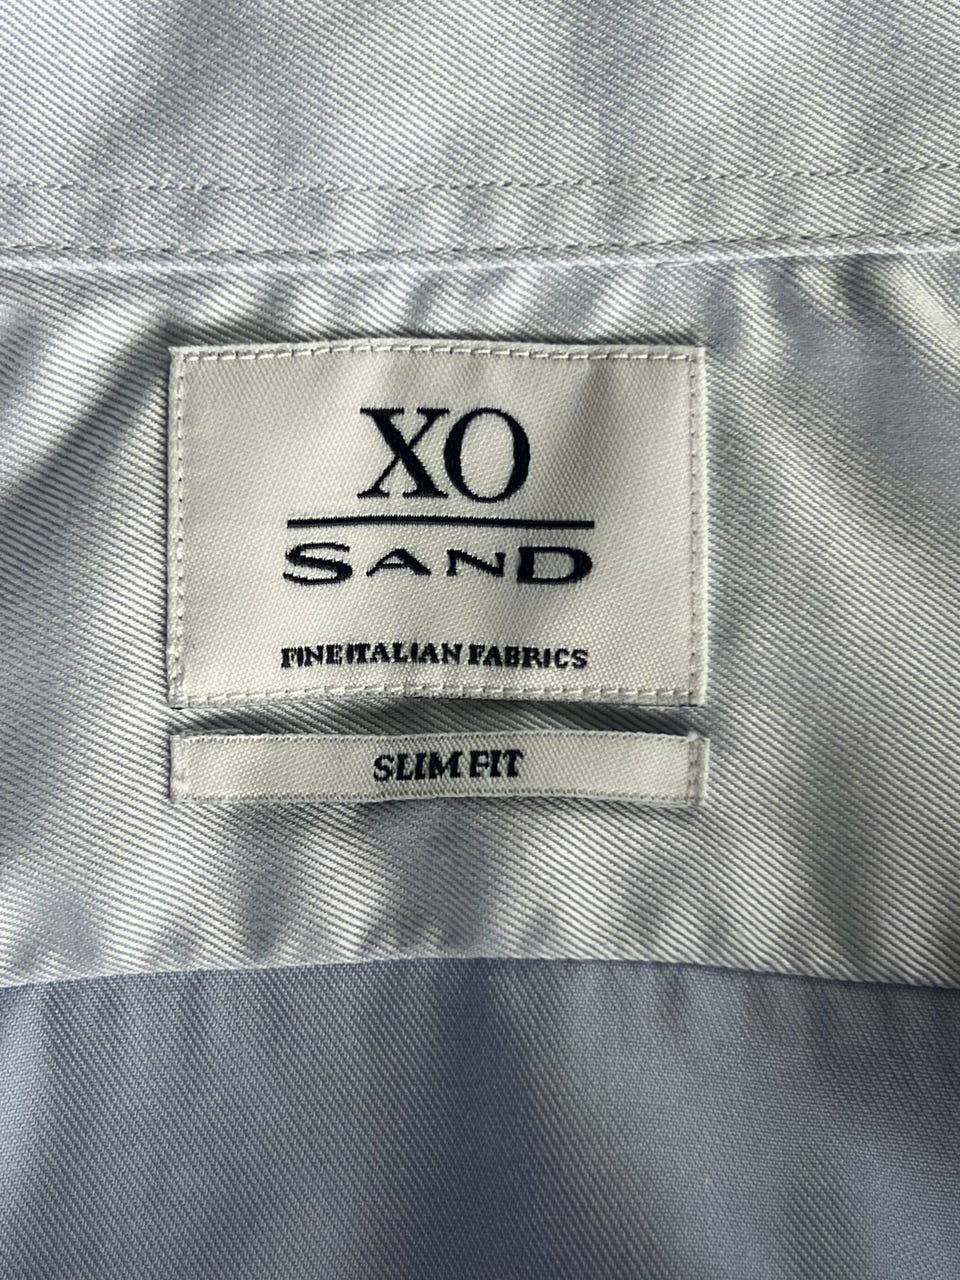 XO
SAND
FINE ITALIAN FABRICS
SLIM FIT